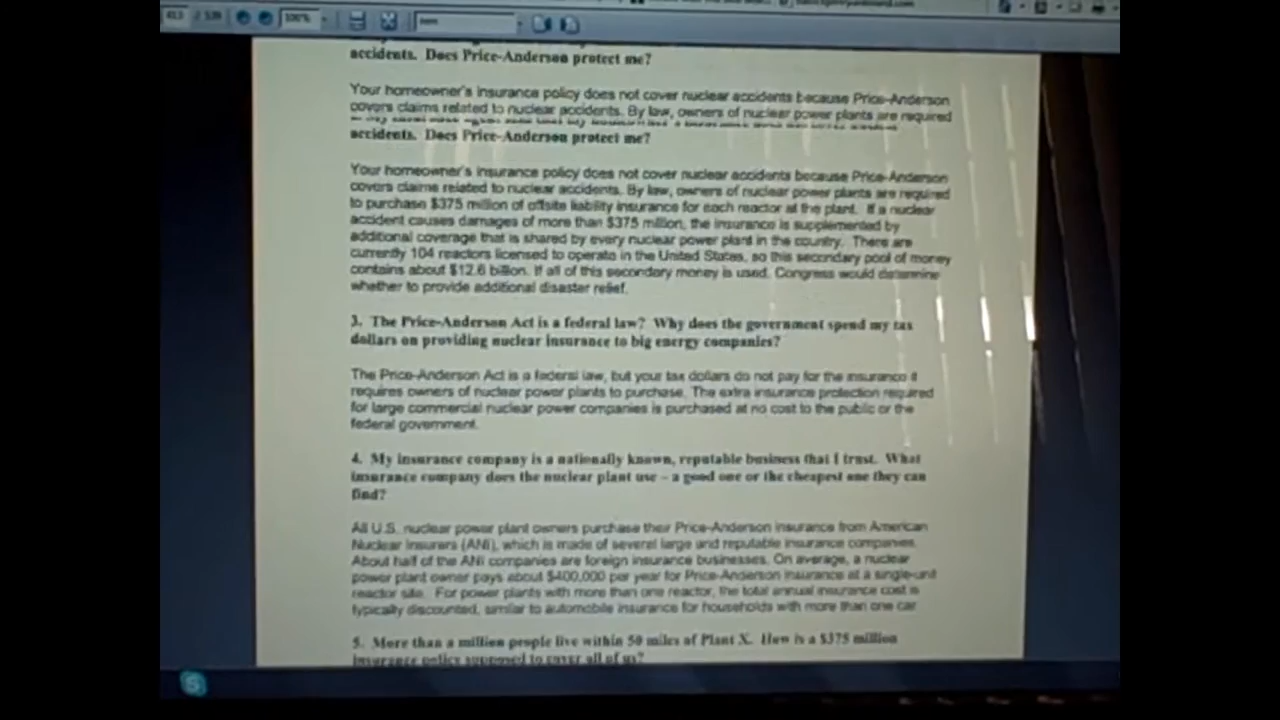 413 / 539 100%
accidents. Does Price-Anderson protect me?
Your homeowner's insurance policy does not cover nuclear accidents because Price-Anderson
covers claims related to nuclear accidents. By law, owners of nuclear power plants are required
accidents. Does Price-Anderson protect me?
Your homeowner's insurance policy does not cover nuclear accidents because Price-Anderson
covers claims related to nuclear accidents. By law, owners of nuclear power plants are required
to purchase $375 million of offsite liability insurance for each reactor at the plant. If a nuclear
accident causes damages of more than $375 million, the insurance is supplemented by
additional coverage that is shared by every nuclear power plant in the country. There are
currently 104 reactors licensed to operate in the United States, so this secondary pool of money
contains about $12.6 billion. If all of this secondary money is used, Congress would determine
whether to provide additional disaster relief.
3. The Price-Anderson Act is a federal law? Why does the government spend my tax
dollars on providing nuclear insurance to big energy companies?
The Price-Anderson Act is a federal law, but your tax dollars do not pay for the insurance it
requires owners of nuclear power plants to purchase. The extra insurance protection required
for large commercial nuclear power companies is purchased at no cost to the public or the
federal government.
4. My insurance company is a nationally known, reputable business that I trust. What
insurance company does the nuclear plant use – a good one or the cheapest one they can
find?
All U.S. nuclear power plant owners purchase their Price-Anderson insurance from American
Nuclear Insurers (ANI), which is made of several large and reputable insurance companies.
About half of the ANI companies are foreign insurance businesses. On average, a nuclear
power plant owner pays about $400,000 per year for Price-Anderson insurance at a single-unit
reactor site. For power plants with more than one reactor, the total annual insurance cost is
typically discounted, similar to automobile insurance for households with more than one car.
5. More than a million people live within 50 miles of Plant X. How is a $375 million
insurance policy supposed to cover all of us?